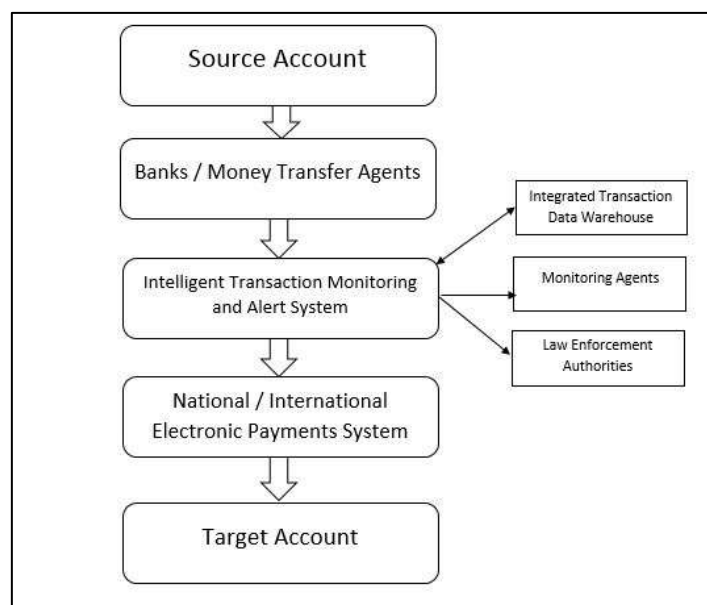 Source Account
Banks / Money Transfer Agents
Integrated Transaction
Data Warehouse
Intelligent Transaction Monitoring
and Alert System
Monitoring Agents
Law Enforcement
Authorities
National / International
Electronic Payments System
Target Account